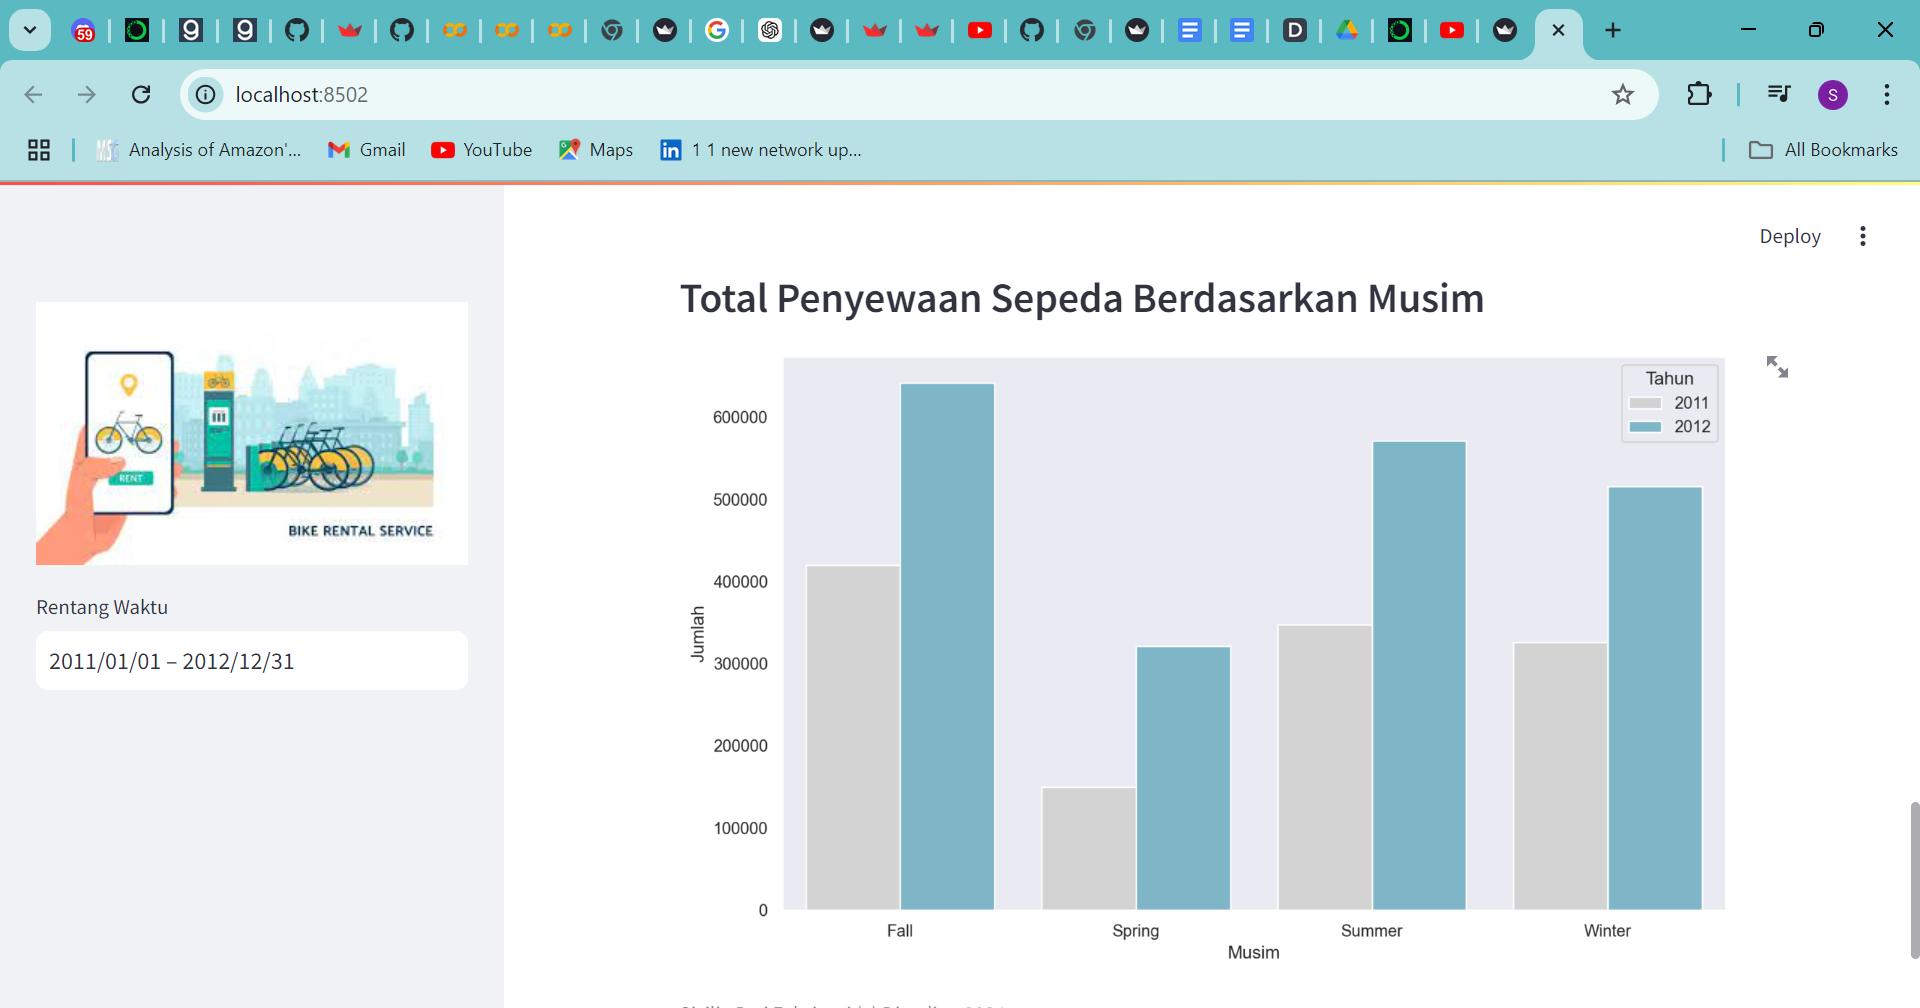 59
localhost:8502
S
Analysis of Amazon'...
Gmail
YouTube
Maps
1 1 new network up...
All Bookmarks
Deploy
RENT
BIKE RENTAL SERVICE
Rentang Waktu
2011/01/01 – 2012/12/31
Total Penyewaan Sepeda Berdasarkan Musim
Tahun
2011
2012
600000
500000
400000
300000
200000
100000
0
Jumlah
Fall Spring Summer Winter
Musim